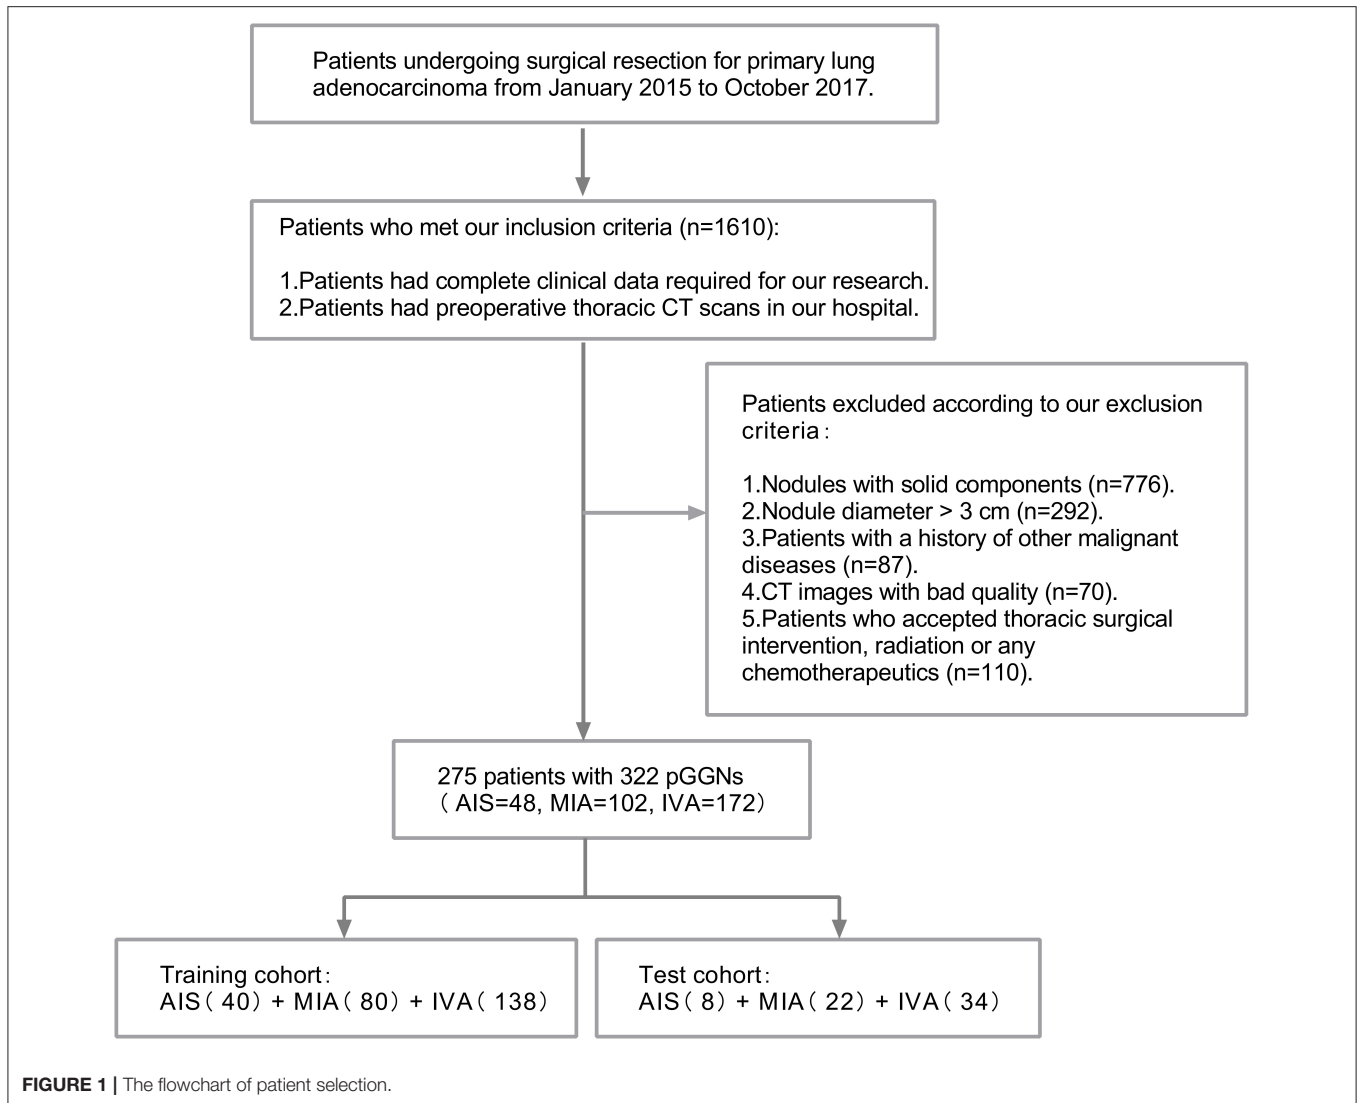 Patients undergoing surgical resection for primary lung
adenocarcinoma from January 2015 to October 2017.
Patients who met our inclusion criteria (n=1610):
1.Patients had complete clinical data required for our research.
2.Patients had preoperative thoracic CT scans in our hospital.
Patients excluded according to our exclusion
criteria:
1.Nodules with solid components (n=776).
2.Nodule diameter > 3 cm (n=292).
3.Patients with a history of other malignant
diseases (n=87).
4.CT images with bad quality (n=70).
5.Patients who accepted thoracic surgical
intervention, radiation or any
chemotherapeutics (n=110).
275 patients with 322 pGGNs
( AIS=48, MIA=102, IVA=172)
Training cohort:
AIS( 40) + MIA( 80) + IVA( 138)
Test cohort:
AIS( 8) + MIA( 22) + IVA( 34)
FIGURE 1 | The flowchart of patient selection.